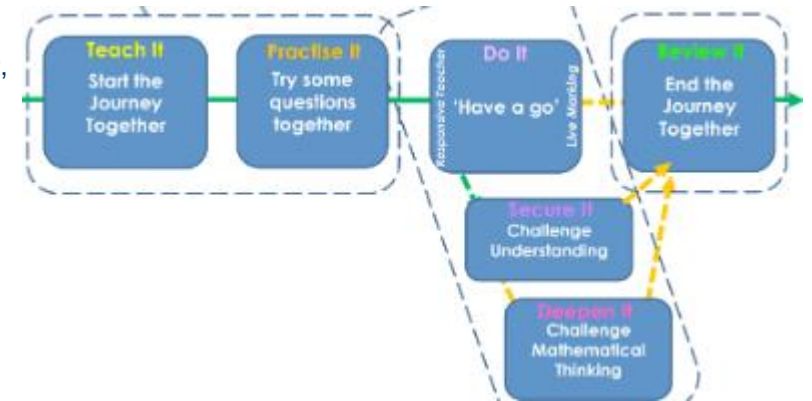 ,
Teach It
Start the
Journey
Together
Practise It
Try some
questions
together
Responsive Teacher
Do It
'Have a go'
Live Marking
Review It
End the
Journey
Together
Secure It
Challenge
Understanding
Deepen It
Challenge
Mathematical
Thinking